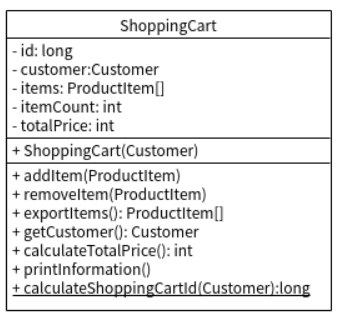 ShoppingCart
- id: long
- customer:Customer
- items: ProductItem[]
- itemCount: int
- totalPrice: int
+ ShoppingCart(Customer)
+ addItem(ProductItem)
+ removeItem(ProductItem)
+ exportItems(): ProductItem[]
+ getCustomer(): Customer
+ calculateTotalPrice(): int
+ printInformation()
+ calculateShoppingCartId(Customer):long